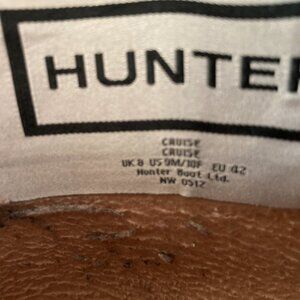 HUNTER
CRUISE
CRUISE
UK 8 US 9M/10F EU 42
Hunter Boot Ltd.
NW 0512